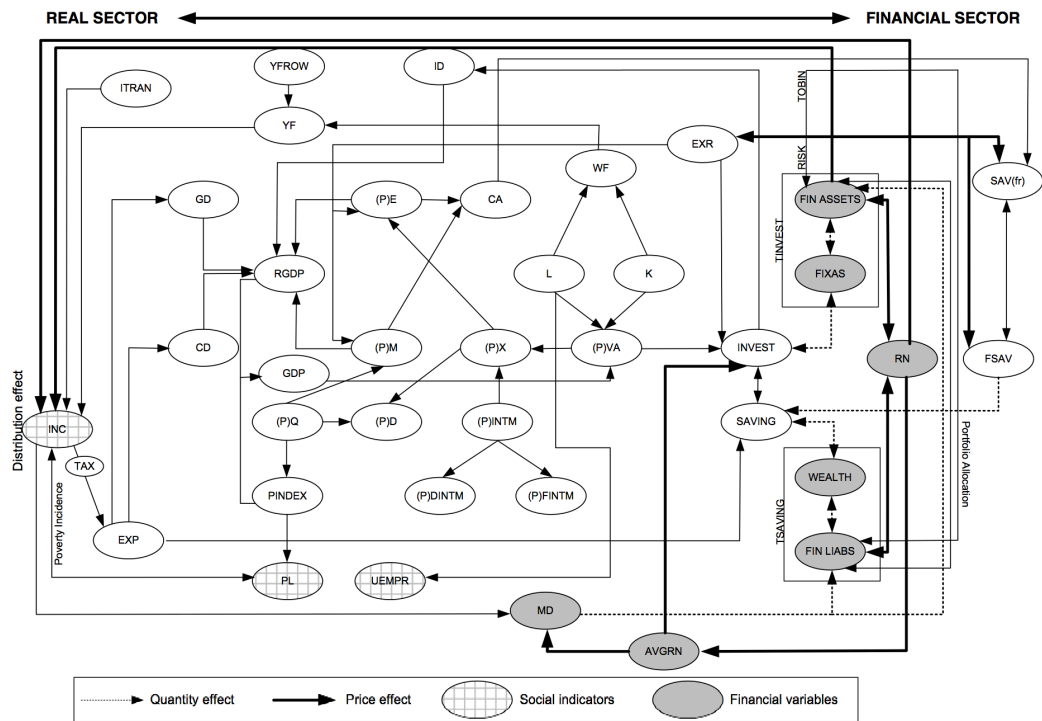 REAL SECTOR
FINANCIAL SECTOR
YFROW
ID
ITRAN
TOBIN
YF
EXR
RISK
WF
SAV(fr)
GD
(P)E
CA
FIN ASSETS
TINVEST
RGDP
L
K
FIXAS
CD
(P)M
(P)X
(P)VA
INVEST
RN
FSAV
GDP
Distribution effect
INC
(P)Q
(P)D
(P)INTM
SAVING
Portfolio Allocation
TAX
WEALTH
PINDEX
(P)DINTM
(P)FINTM
TSAVING
Poverty Incidence
EXP
FIN LIABS
PL
UEMPR
MD
AVGRN
Quantity effect
Price effect
Social indicators
Financial variables